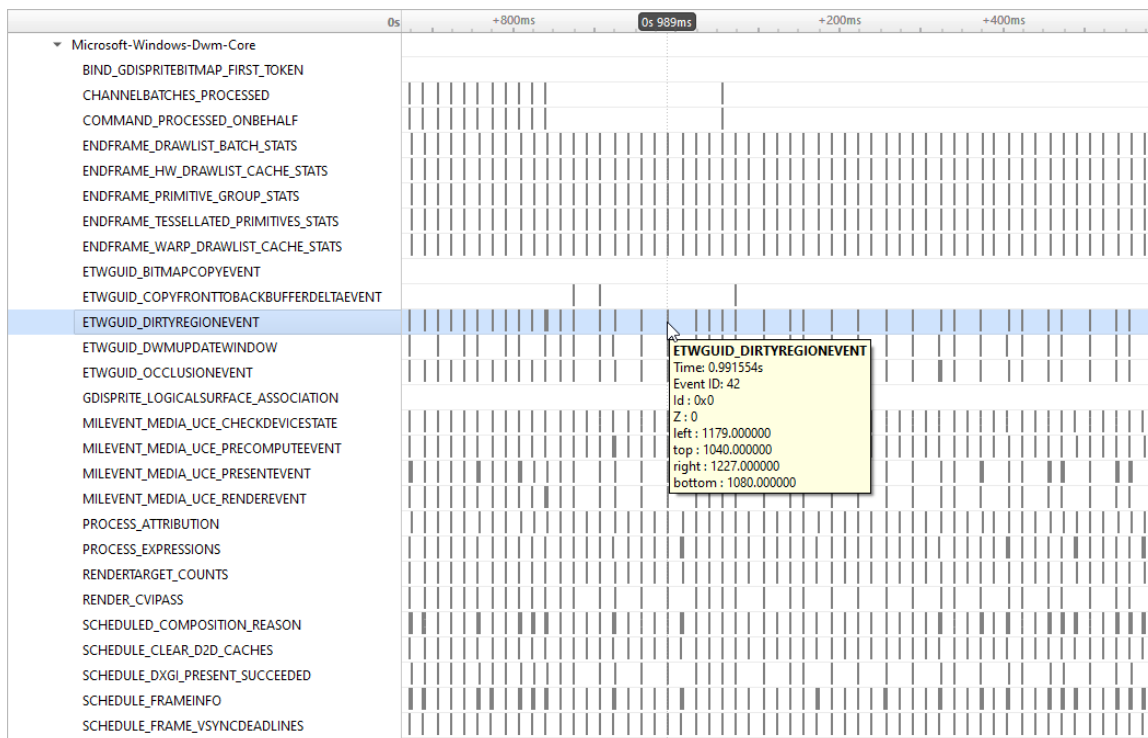 0s +800ms 0s 989ms +200ms +400ms
Microsoft-Windows-Dwm-Core
BIND_GDISPRITEBITMAP_FIRST_TOKEN
CHANNELBATCHES_PROCESSED
COMMAND_PROCESSED_ONBEHALF
ENDFRAME_DRAWLIST_BATCH_STATS
ENDFRAME_HW_DRAWLIST_CACHE_STATS
ENDFRAME_PRIMITIVE_GROUP_STATS
ENDFRAME_TESSELLATED_PRIMITIVES_STATS
ENDFRAME_WARP_DRAWLIST_CACHE_STATS
ETWGUID_BITMAPCOPYEVENT
ETWGUID_COPYFRONTTOBACKBUFFERDELTAEVENT
ETWGUID_DIRTYREGIONEVENT
ETWGUID_DWMUPDATEWINDOW
ETWGUID_OCCLUSIONEVENT
GDISPRITE_LOGICALSURFACE_ASSOCIATION
MILEVENT_MEDIA_UCE_CHECKDEVICESTATE
MILEVENT_MEDIA_UCE_PRECOMPUTEEVENT
MILEVENT_MEDIA_UCE_PRESENTEVENT
MILEVENT_MEDIA_UCE_RENDEREVENT
PROCESS_ATTRIBUTION
PROCESS_EXPRESSIONS
RENDERTARGET_COUNTS
RENDER_CVIPASS
SCHEDULED_COMPOSITION_REASON
SCHEDULE_CLEAR_D2D_CACHES
SCHEDULE_DXGI_PRESENT_SUCCEEDED
SCHEDULE_FRAMEINFO
SCHEDULE_FRAME_VSYNCDEADLINES
ETWGUID_DIRTYREGIONEVENT
Time: 0.991554s
Event ID: 42
Id : 0x0
Z : 0
left : 1179.000000
top : 1040.000000
right : 1227.000000
bottom : 1080.000000